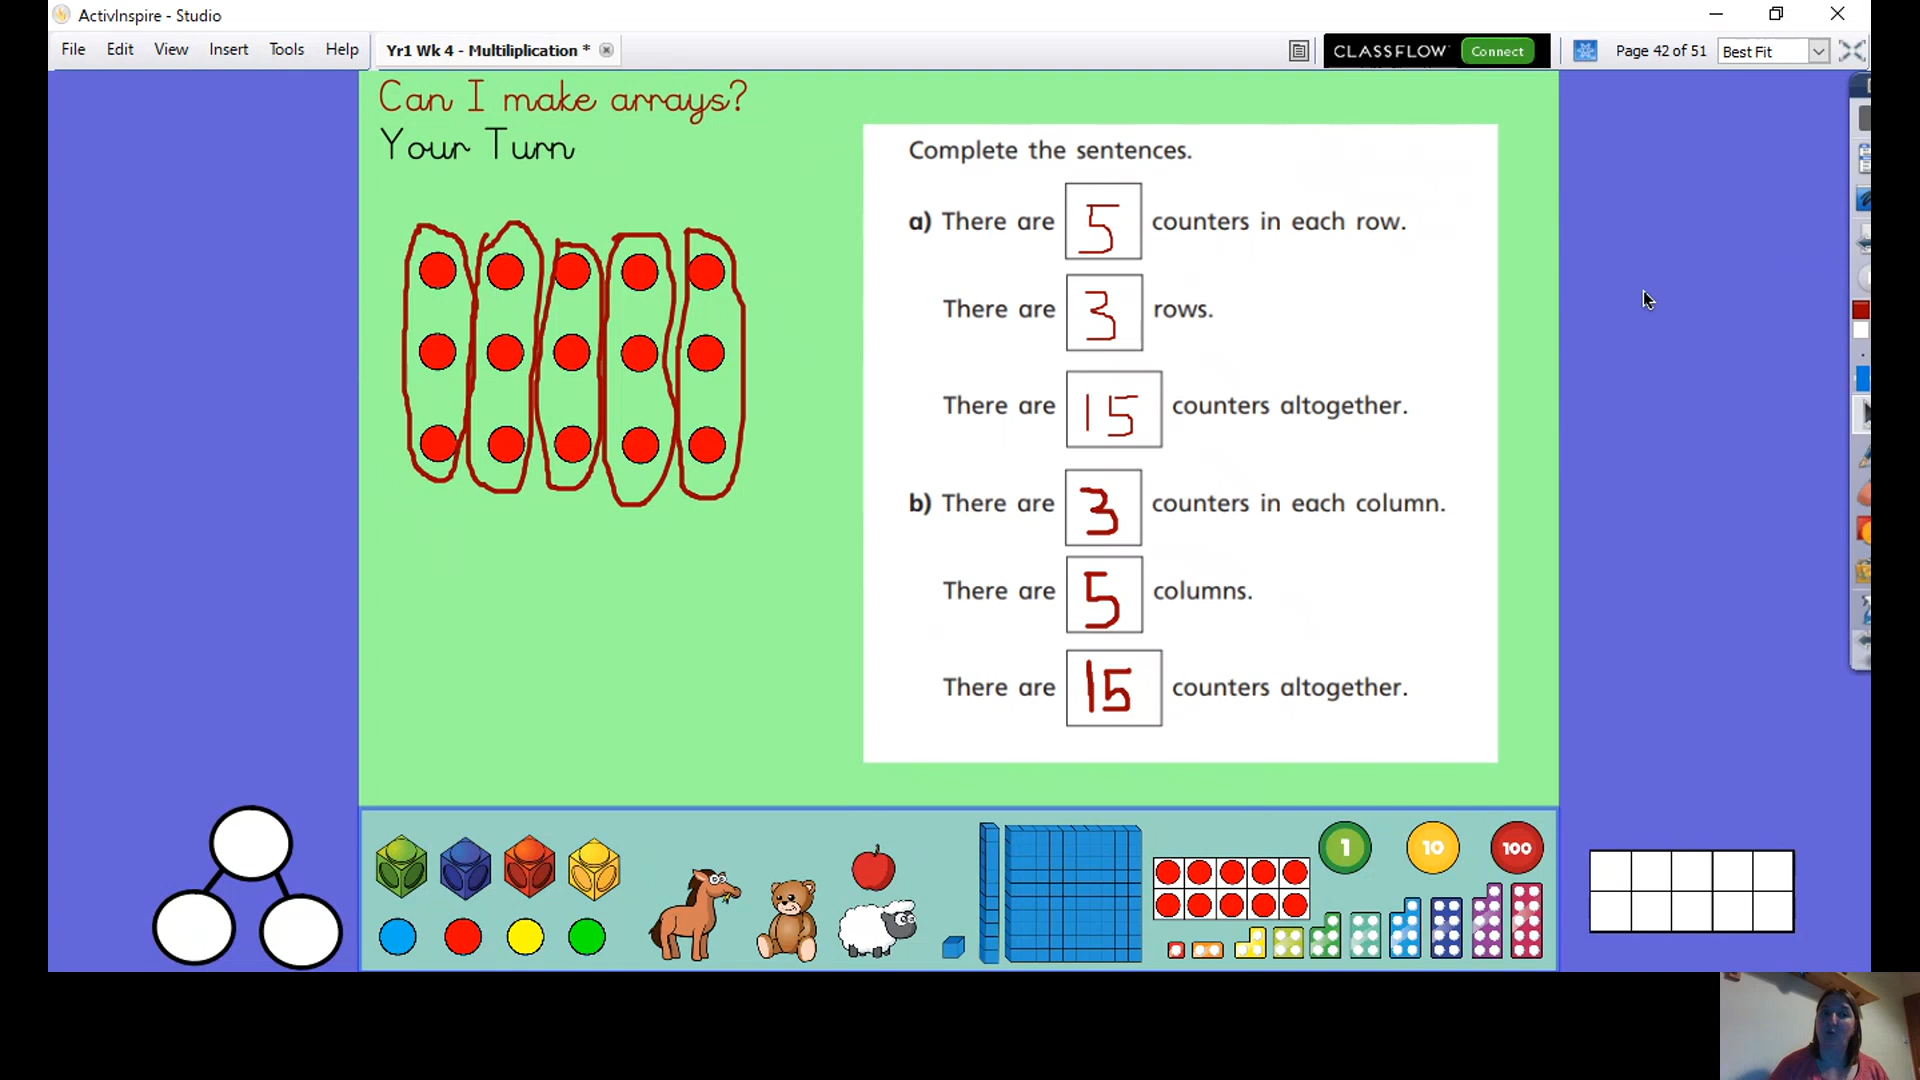 ActivInspire - Studio
File Edit View Insert Tools Help
Yr1 Wk 4 - Multiliplication *
CLASSFLOW Connect
Page 42 of 51
Best Fit
Can I make arrays?
Your Turn
Complete the sentences.
a) There are 5 counters in each row.
There are 3 rows.
There are 15 counters altogether.
b) There are 3 counters in each column.
There are 5 columns.
There are 15 counters altogether.
1 10 100